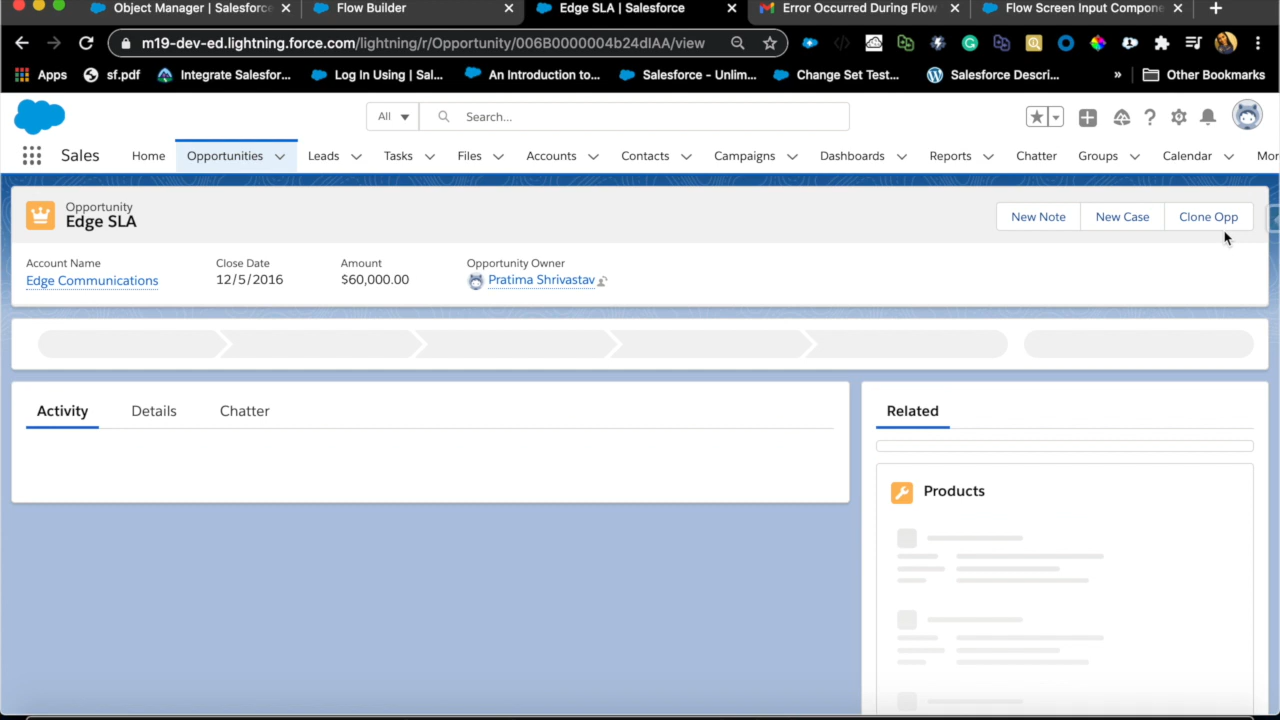 Object Manager | Salesforce
Flow Builder
Edge SLA | Salesforce
Error Occurred During Flow
Flow Screen Input Compone
m19-dev-ed.lightning.force.com/lightning/r/Opportunity/006B0000004b24dIAA/view
Apps
sf.pdf
Integrate Salesfor...
Log In Using | Sal...
An Introduction to...
Salesforce - Unlim...
Change Set Test...
Salesforce Descri...
»
Other Bookmarks
All
Search...
Sales
Home
Opportunities
Leads
Tasks
Files
Accounts
Contacts
Campaigns
Dashboards
Reports
Chatter
Groups
Calendar
Mor
Opportunity
Edge SLA
New Note
New Case
Clone Opp
Account Name
Close Date
Amount
Opportunity Owner
Edge Communications
12/5/2016
$60,000.00
Pratima Shrivastav
Activity
Details
Chatter
Related
Products